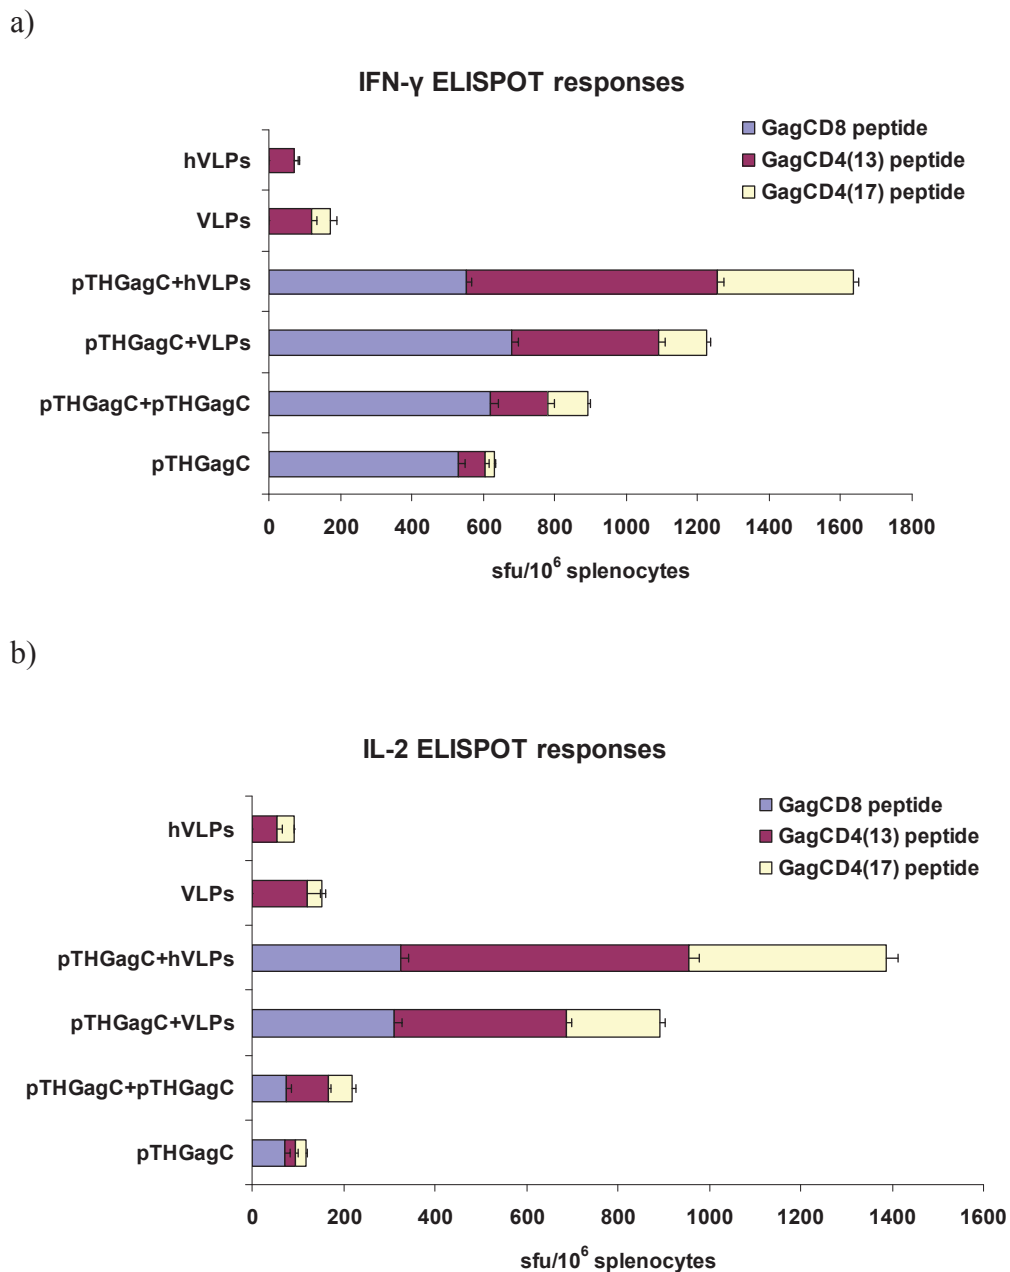 a)
IFN-γ ELISPOT responses
GagCD8 peptide
GagCD4(13) peptide
GagCD4(17) peptide
hVLPs
VLPs
pTHGagC+hVLPs
pTHGagC+VLPs
pTHGagC+pTHGagC
pTHGagC
0 200 400 600 800 1000 1200 1400 1600 1800
sfu/10⁶ splenocytes
b)
IL-2 ELISPOT responses
GagCD8 peptide
GagCD4(13) peptide
GagCD4(17) peptide
hVLPs
VLPs
pTHGagC+hVLPs
pTHGagC+VLPs
pTHGagC+pTHGagC
pTHGagC
0 200 400 600 800 1000 1200 1400 1600
sfu/10⁶ splenocytes